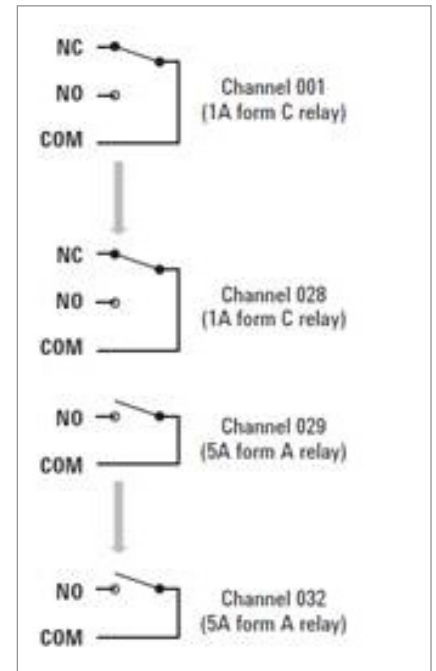 NC
NO
COM
Channel 001
(1A form C relay)
NC
NO
COM
Channel 028
(1A form C relay)
NO
COM
Channel 029
(5A form A relay)
NO
COM
Channel 032
(5A form A relay)